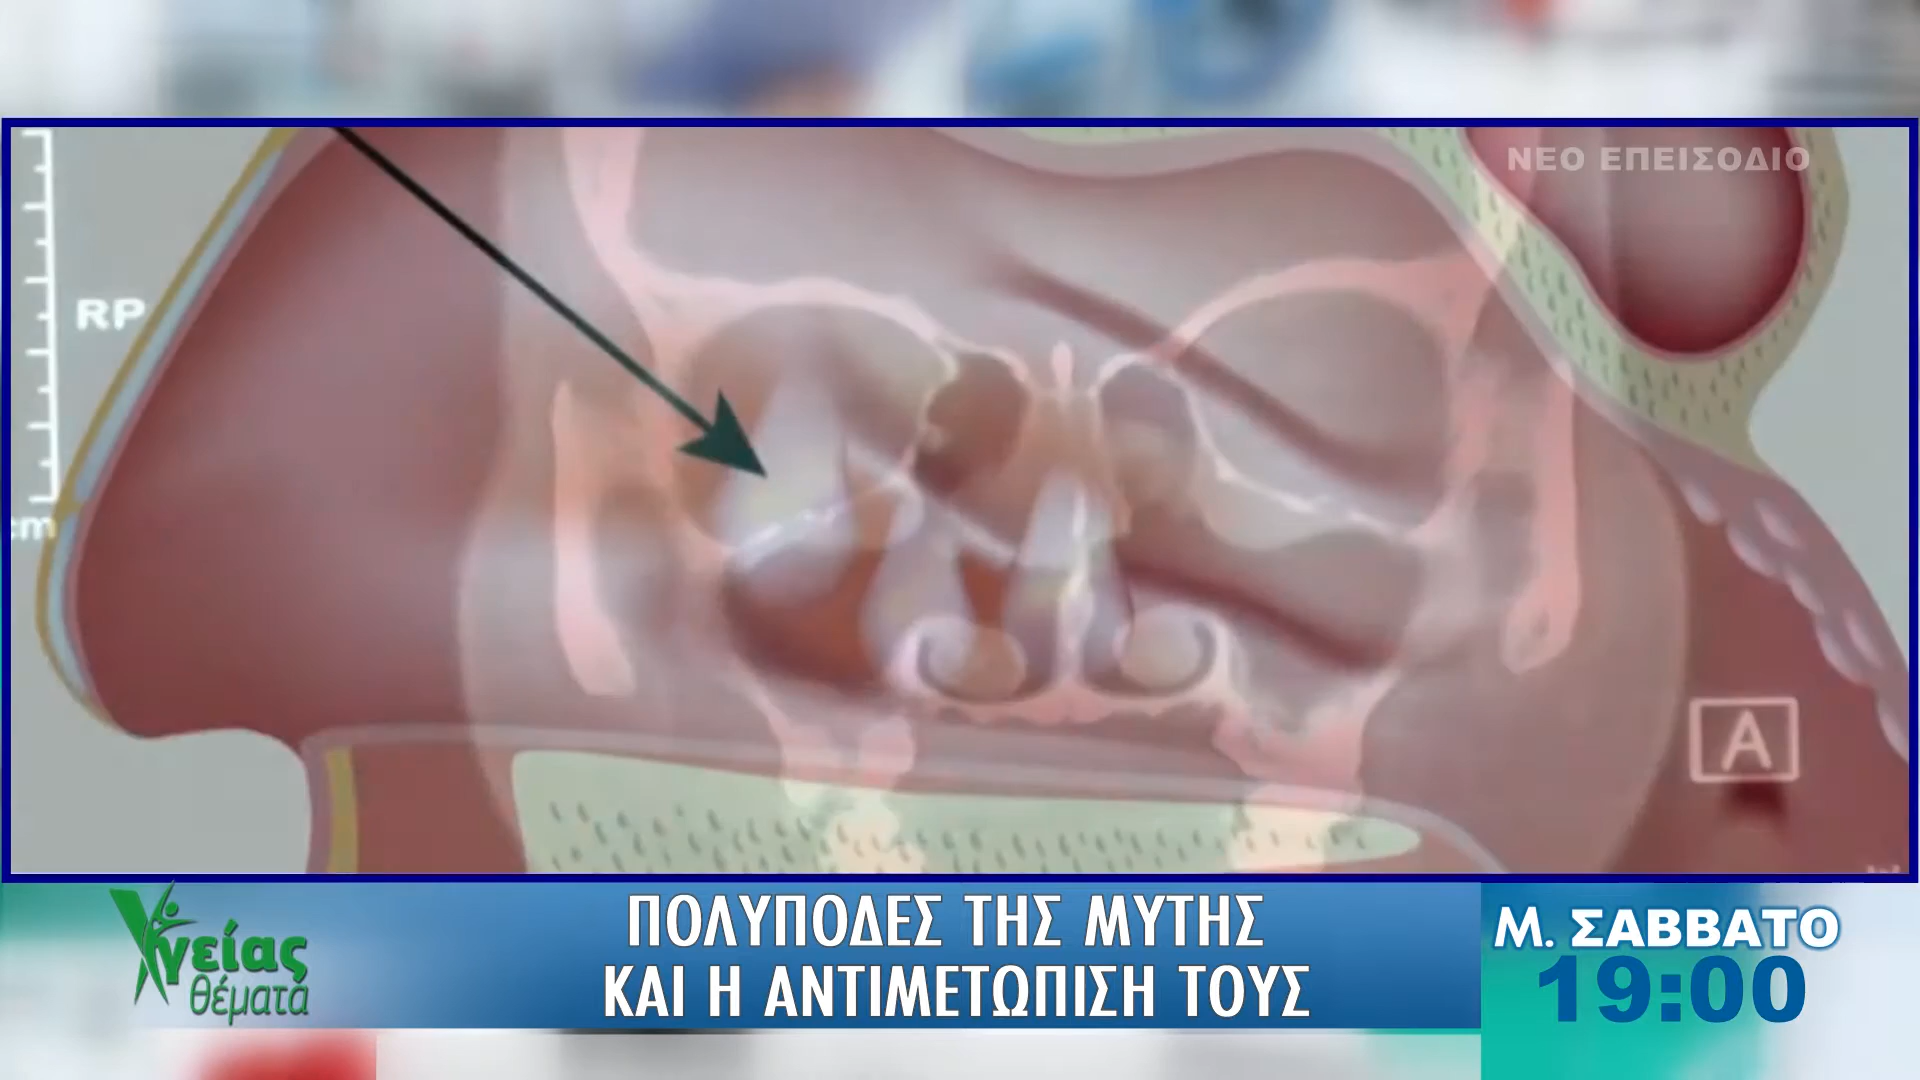 ΝΕΟ ΕΠΕΙΣΟΔΙΟ
RP
cm
A
Υγείας
θέματα
ΠΟΛΥΠΟΔΕΣ ΤΗΣ ΜΥΤΗΣ
ΚΑΙ Η ΑΝΤΙΜΕΤΩΠΙΣΗ ΤΟΥΣ
Μ. ΣΑΒΒΑΤΟ
19:00